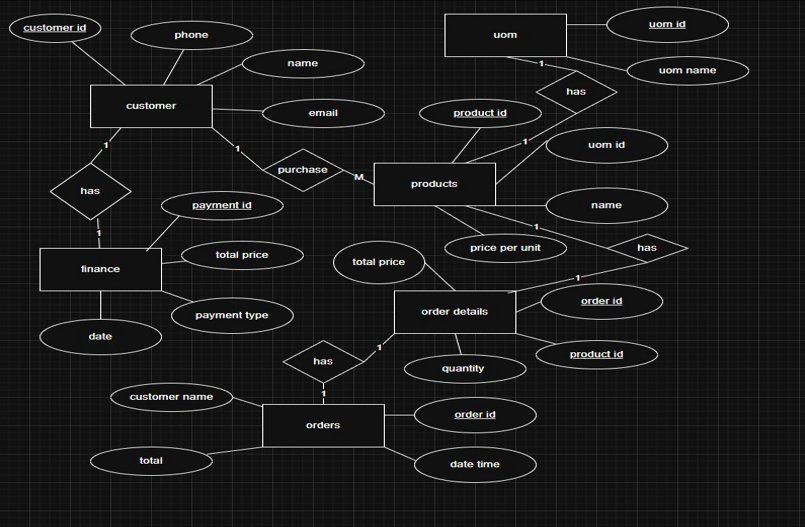 customer id
phone
uom
uom id
name
1
uom name
has
customer
email
product id
1
1
1
uom id
purchase
M
products
has
payment id
name
1
1
total price
price per unit
has
finance
total price
1
order id
payment type
order details
date
1
product id
has
quantity
1
customer name
order id
orders
total
date time